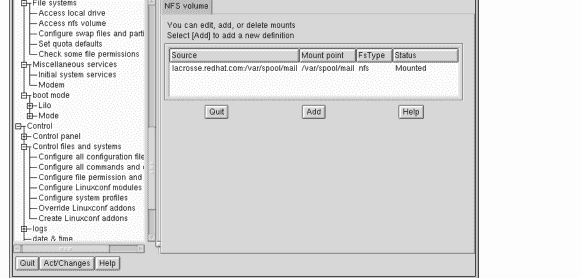 File systems
Access local drive
Access nfs volume
Configure swap files and parti
Set quota defaults
Check some file permissions
Miscellaneous services
Initial system services
Modem
boot mode
Lilo
Mode
Control
Control panel
Control files and systems
Configure all configuration file
Configure all commands and
Configure file permission and
Configure Linuxconf modules
Configure system profiles
Override Linuxconf addons
Create Linuxconf addons
logs
date & time
Quit Act/Changes Help
NFS volume
You can edit, add, or delete mounts
Select [Add] to add a new definition
Source Mount point FsType Status
lacrosse.redhat.com:/var/spool/mail /var/spool/mail nfs Mounted
Quit Add Help